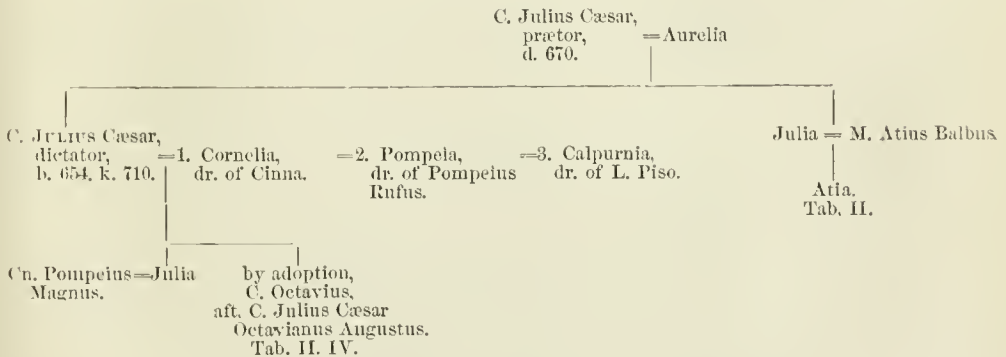 C. Julius Cæsar,
prætor,
d. 670.
=Aurelia
C. JULIUS Cæsar,
dictator,
b. 654. k. 710.
=1. Cornelia,
dr. of Cinna.
=2. Pompeia,
dr. of Pompeius
Rufus.
=3. Calpurnia,
dr. of L. Piso.
Julia = M. Atius Balbus
Atia.
Tab. II.
Cn. Pompeius=Julia
Magnus.
by adoption,
C. Octavius,
aft. C. Julius Cæsar
Octavianus Augustus.
Tab. II. IV.